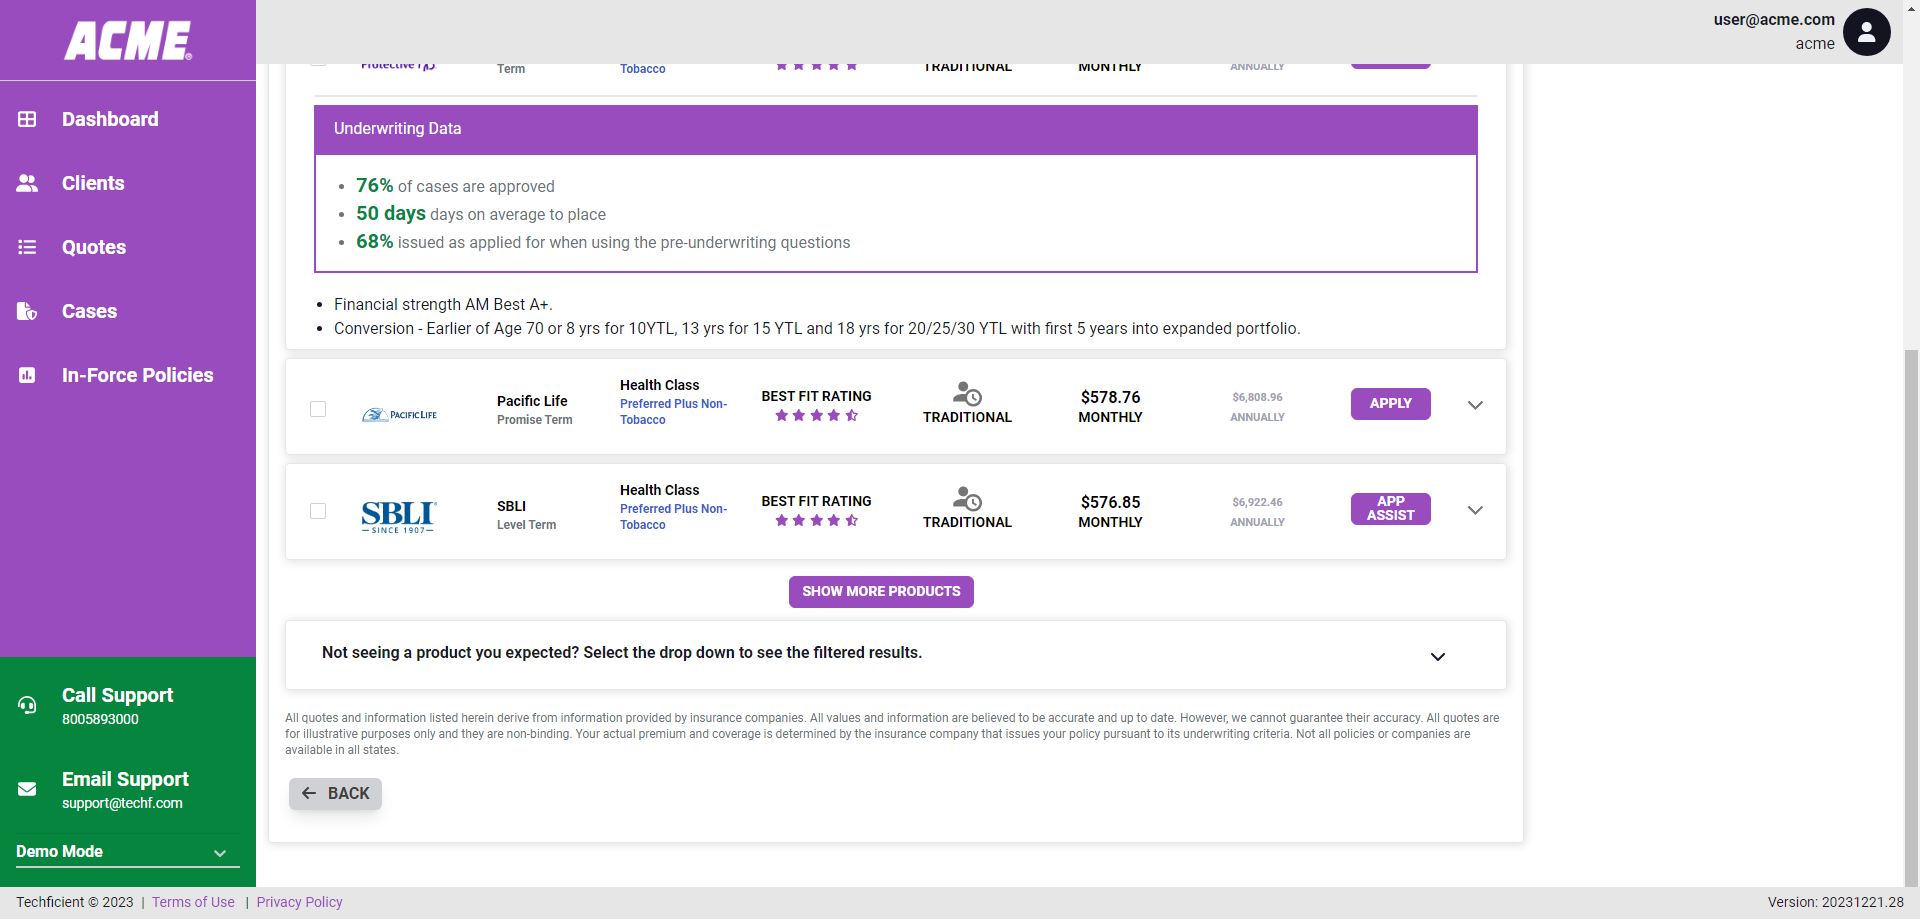 ACME
user@acme.com
acme
Dashboard
Clients
Quotes
Cases
In-Force Policies
Call Support
8005893000
Email Support
support@techf.com
Demo Mode
Protective
Term
Tobacco
TRADITIONAL
MONTHLY
ANNUALLY
Underwriting Data
76% of cases are approved
50 days days on average to place
68% issued as applied for when using the pre-underwriting questions
Financial strength AM Best A+.
Conversion - Earlier of Age 70 or 8 yrs for 10YTL, 13 yrs for 15 YTL and 18 yrs for 20/25/30 YTL with first 5 years into expanded portfolio.
PACIFIC LIFE
Pacific Life
Promise Term
Health Class
Preferred Plus Non-
Tobacco
BEST FIT RATING
TRADITIONAL
$578.76
MONTHLY
$6,808.96
ANNUALLY
APPLY
SBLI
SINCE 1907
SBLI
Level Term
Health Class
Preferred Plus Non-
Tobacco
BEST FIT RATING
TRADITIONAL
$576.85
MONTHLY
$6,922.46
ANNUALLY
APP
ASSIST
SHOW MORE PRODUCTS
Not seeing a product you expected? Select the drop down to see the filtered results.
All quotes and information listed herein derive from information provided by insurance companies. All values and information are believed to be accurate and up to date. However, we cannot guarantee their accuracy. All quotes are
for illustrative purposes only and they are non-binding. Your actual premium and coverage is determined by the insurance company that issues your policy pursuant to its underwriting criteria. Not all policies or companies are
available in all states.
BACK
Techficient © 2023 | Terms of Use | Privacy Policy
Version: 20231221.28